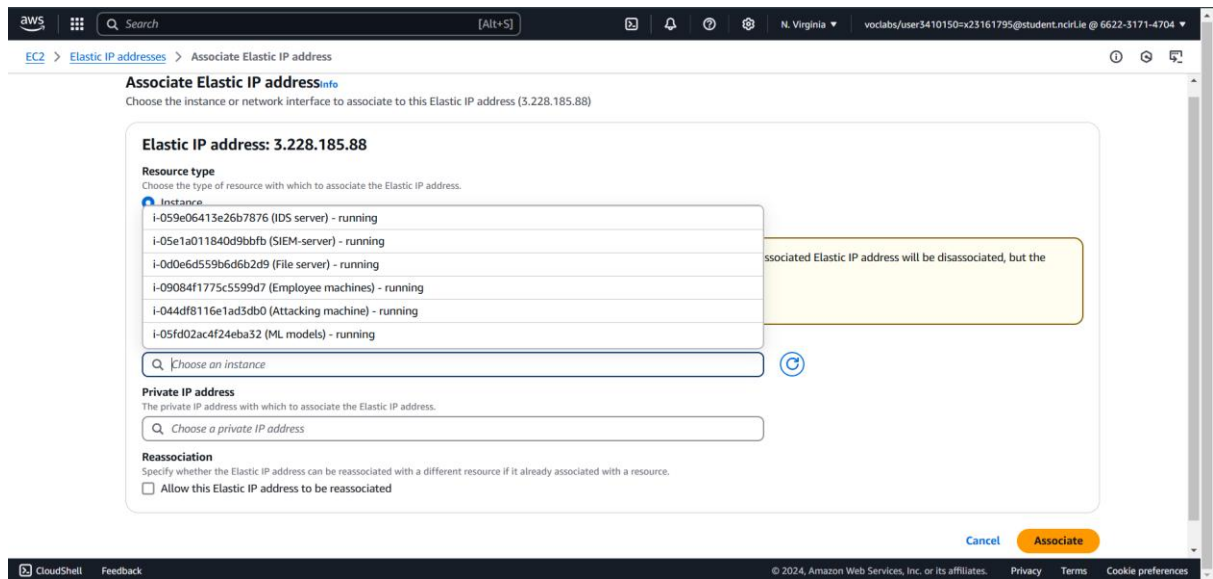 aws
Search [Alt+S] N. Virginia ▼ voclabs/user3410150=x23161795@student.ncirl.ie @ 6622-3171-4704 ▼
EC2 > Elastic IP addresses > Associate Elastic IP address
Associate Elastic IP address Info
Choose the instance or network interface to associate to this Elastic IP address (3.228.185.88)
Elastic IP address: 3.228.185.88
Resource type
Choose the type of resource with which to associate the Elastic IP address.
Instance
i-059e06413e26b7876 (IDS server) - running
i-05e1a011840d9bbfb (SIEM-server) - running
ssociated Elastic IP address will be disassociated, but the
i-0d0e6d559b6d6b2d9 (File server) - running
i-09084f1775c5599d7 (Employee machines) - running
i-044df8116e1ad3db0 (Attacking machine) - running
i-05fd02ac4f24eba32 (ML models) - running
Choose an instance
Private IP address
The private IP address with which to associate the Elastic IP address.
Choose a private IP address
Reassociation
Specify whether the Elastic IP address can be reassociated with a different resource if it already associated with a resource.
Allow this Elastic IP address to be reassociated
Cancel Associate
CloudShell Feedback © 2024, Amazon Web Services, Inc. or its affiliates. Privacy Terms Cookie preferences